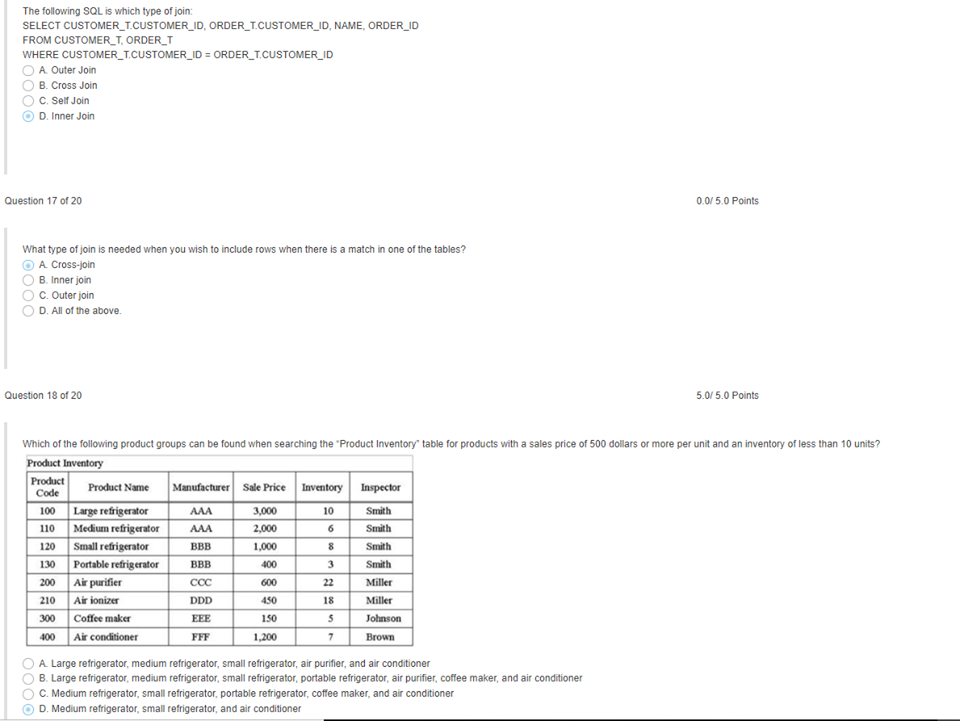 The following SQL is which type of join:
SELECT CUSTOMER_T.CUSTOMER_ID, ORDER_T.CUSTOMER_ID, NAME, ORDER_ID
FROM CUSTOMER_T, ORDER_T
WHERE CUSTOMER_T.CUSTOMER_ID = ORDER_T.CUSTOMER_ID
A. Outer Join
B. Cross Join
C. Self Join
D. Inner Join
Question 17 of 20 0.0/ 5.0 Points
What type of join is needed when you wish to include rows when there is a match in one of the tables?
A. Cross-join
B. Inner join
C. Outer join
D. All of the above.
Question 18 of 20 5.0/ 5.0 Points
Which of the following product groups can be found when searching the "Product Inventory" table for products with a sales price of 500 dollars or more per unit and an inventory of less than 10 units?
Product Inventory
Product Code Product Name Manufacturer Sale Price Inventory Inspector
100 Large refrigerator AAA 3,000 10 Smith
110 Medium refrigerator AAA 2,000 6 Smith
120 Small refrigerator BBB 1,000 8 Smith
130 Portable refrigerator BBB 400 3 Smith
200 Air purifier CCC 600 22 Miller
210 Air ionizer DDD 450 18 Miller
300 Coffee maker EEE 150 5 Johnson
400 Air conditioner FFF 1,200 7 Brown
A. Large refrigerator, medium refrigerator, small refrigerator, air purifier, and air conditioner
B. Large refrigerator, medium refrigerator, small refrigerator, portable refrigerator, air purifier, coffee maker, and air conditioner
C. Medium refrigerator, small refrigerator, portable refrigerator, coffee maker, and air conditioner
D. Medium refrigerator, small refrigerator, and air conditioner